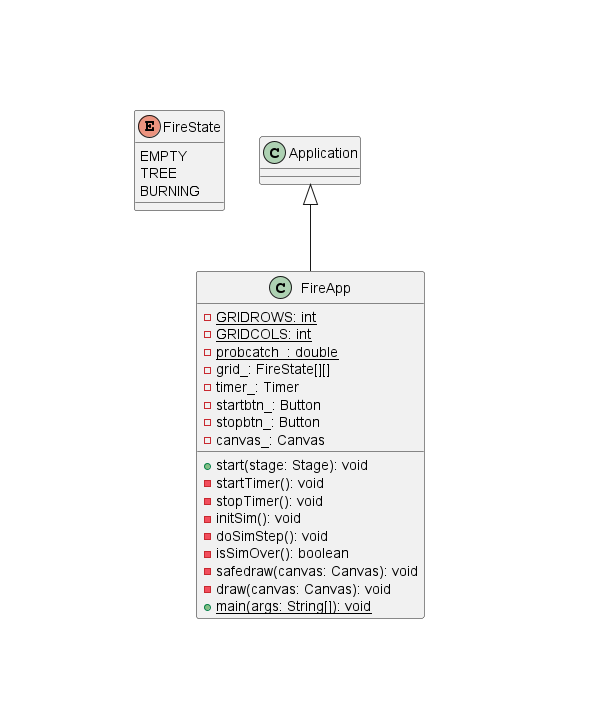 E FireState
EMPTY
TREE
BURNING
C Application
C FireApp
GRIDROWS: int
GRIDCOLS: int
probcatch_: double
grid_: FireState[][]
timer_: Timer
startbtn_: Button
stopbtn_: Button
canvas_: Canvas
start(stage: Stage): void
startTimer(): void
stopTimer(): void
initSim(): void
doSimStep(): void
isSimOver(): boolean
safedraw(canvas: Canvas): void
draw(canvas: Canvas): void
main(args: String[]): void